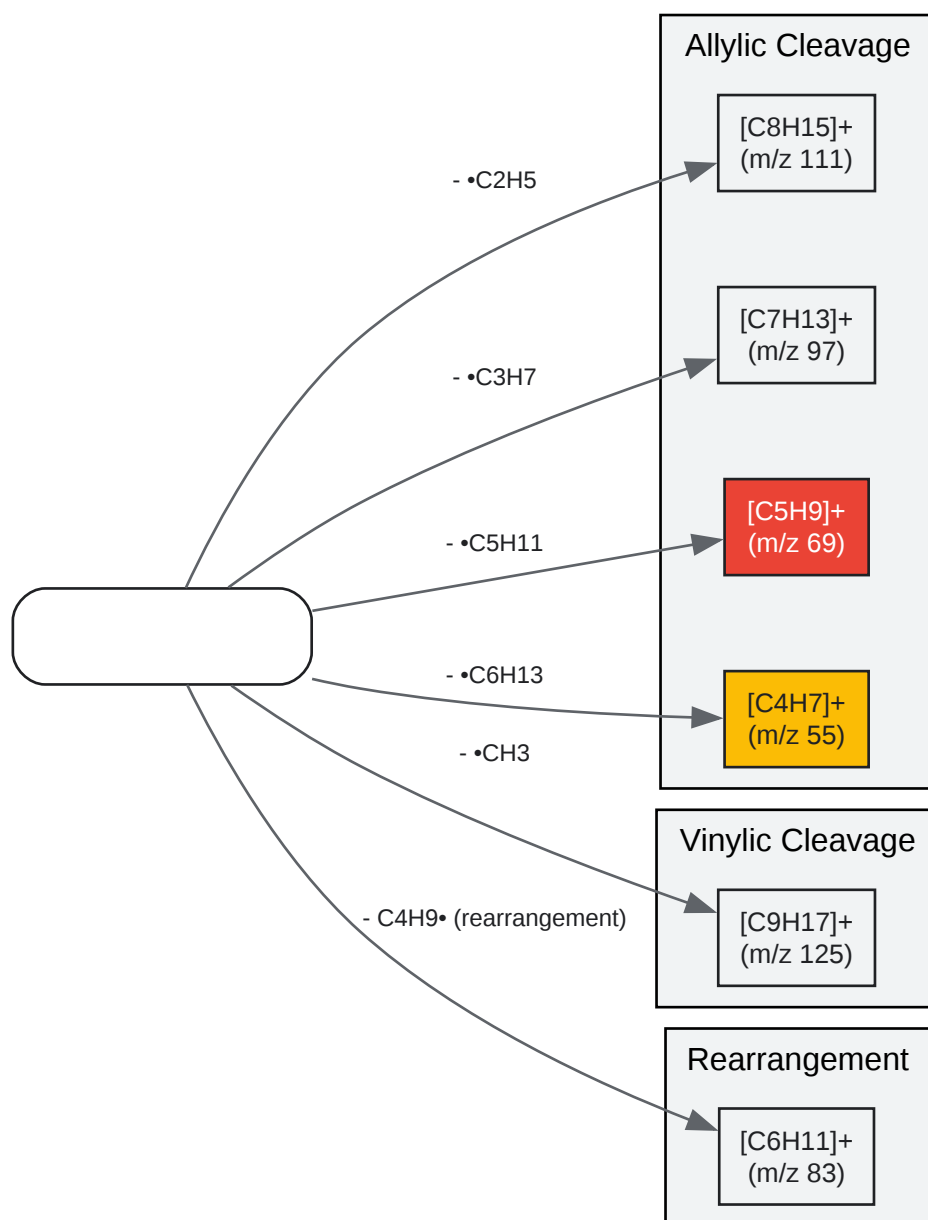 Allylic Cleavage
[C8H15]+
(m/z 111)
- •C2H5
[C7H13]+
(m/z 97)
- •C3H7
[C5H9]+
(m/z 69)
- •C5H11
- •C6H13
[C4H7]+
(m/z 55)
- •CH3
Vinylic Cleavage
[C9H17]+
(m/z 125)
- C4H9• (rearrangement)
Rearrangement
[C6H11]+
(m/z 83)